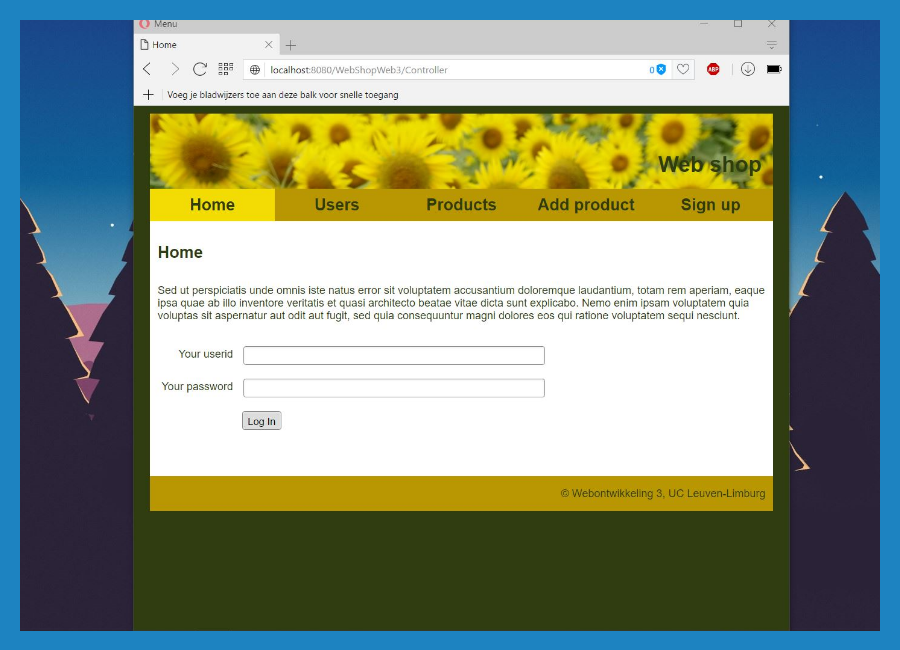 Menu
Home
localhost:8080/WebShopWeb3/Controller
0
ABP
Voeg je bladwijzers toe aan deze balk voor snelle toegang
Web shop
Home Users Products Add product Sign up
Home
Sed ut perspiciatis unde omnis iste natus error sit voluptatem accusantium doloremque laudantium, totam rem aperiam, eaque
ipsa quae ab illo inventore veritatis et quasi architecto beatae vitae dicta sunt explicabo. Nemo enim ipsam voluptatem quia
voluptas sit aspernatur aut odit aut fugit, sed quia consequuntur magni dolores eos qui ratione voluptatem sequi nesciunt.
Your userid
Your password
Log In
© Webontwikkeling 3, UC Leuven-Limburg